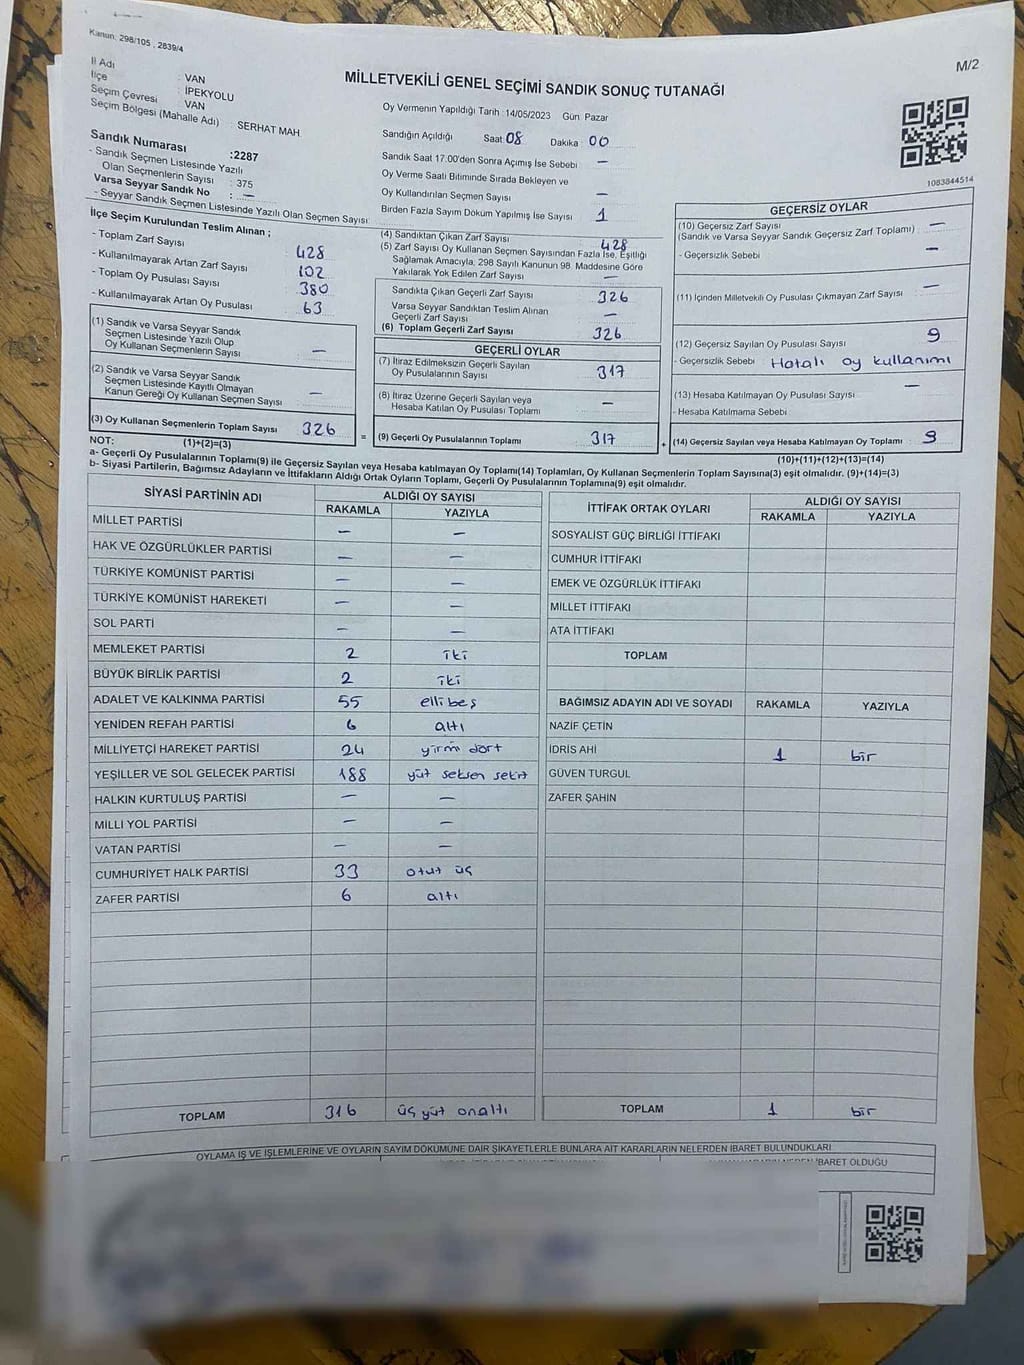 Kanun: 298/105 , 2839/4
M/2
İl Adı : VAN
İlçe : İPEKYOLU
Seçim Çevresi : VAN
Seçim Bölgesi (Mahalle Adı) : SERHAT MAH
Sandık Numarası :2287
- Sandık Seçmen Listesinde Yazılı
Olan Seçmenlerin Sayısı : 375
Varsa Seyyar Sandık No : —
- Seyyar Sandık Seçmen Listesinde Yazılı Olan Seçmen Sayısı:
MİLLETVEKİLİ GENEL SEÇİMİ SANDIK SONUÇ TUTANAĞI
Oy Vermenin Yapıldığı Tarih :14/05/2023 Gün: Pazar
Sandığın Açıldığı Saat: 08 Dakika: 00
Sandık Saat 17.00'den Sonra Açımış İse Sebebi —
Oy Verme Saati Bitiminde Sırada Bekleyen ve
Oy Kullandırılan Seçmen Sayısı —
Birden Fazla Sayım Döküm Yapılmış İse Sayısı 1
1083844514
İlçe Seçim Kurulundan Teslim Alınan ;
- Toplam Zarf Sayısı 428
- Kullanılmayarak Artan Zarf Sayısı 102
- Toplam Oy Pusulası Sayısı 380
- Kullanılmayarak Artan Oy Pusulası 63
(1) Sandık ve Varsa Seyyar Sandık
Seçmen Listesinde Yazılı Olup
Oy Kullanan Seçmenlerin Sayısı —
(2) Sandık ve Varsa Seyyar Sandık
Seçmen Listesinde Kayıtlı Olmayan
Kanun Gereği Oy Kullanan Seçmen Sayısı —
(3) Oy Kullanan Seçmenlerin Toplam Sayısı 326
(4) Sandıktan Çıkan Zarf Sayısı 428
(5) Zarf Sayısı Oy Kullanan Seçmen Sayısından Fazla İse, Eşitliği
Sağlamak Amacıyla, 298 Sayılı Kanunun 98. Maddesine Göre
Yakılarak Yok Edilen Zarf Sayısı —
Sandıkta Çıkan Geçerli Zarf Sayısı 326
Varsa Seyyar Sandıktan Teslim Alınan
Geçerli Zarf Sayısı —
(6) Toplam Geçerli Zarf Sayısı 326
GEÇERLİ OYLAR
(7) İtiraz Edilmeksizin Geçerli Sayılan
Oy Pusulalarının Sayısı 317
(8) İtiraz Üzerine Geçerli Sayılan veya
Hesaba Katılan Oy Pusulası Toplamı —
= (9) Geçerli Oy Pusulalarının Toplamı 317
GEÇERSİZ OYLAR
(10) Geçersiz Zarf Sayısı —
(Sandık ve Varsa Seyyar Sandık Geçersiz Zarf Toplamı)
- Geçersizlik Sebebi —
(11) İçinden Milletvekili Oy Pusulası Çıkmayan Zarf Sayısı —
(12) Geçersiz Sayılan Oy Pusulası Sayısı 9
- Geçersizlik Sebebi Hatalı oy kullanımı
(13) Hesaba Katılmayan Oy Pusulası Sayısı —
- Hesaba Katılmama Sebebi
+ (14) Geçersiz Sayılan veya Hesaba Katılmayan Oy Toplamı 9
NOT: (1)+(2)=(3)
(10)+(11)+(12)+(13)=(14)
a- Geçerli Oy Pusulalarının Toplamı(9) ile Geçersiz Sayılan veya Hesaba katılmayan Oy Toplamı(14) Toplamları, Oy Kullanan Seçmenlerin Toplam Sayısına(3) eşit olmalıdır. (9)+(14)=(3)
b- Siyasi Partilerin, Bağımsız Adayların ve İttifakların Aldığı Ortak Oyların Toplamı, Geçerli Oy Pusulalarının Toplamına(9) eşit olmalıdır.
SİYASİ PARTİNİN ADI ALDIĞI OY SAYISI
RAKAMLA YAZIYLA
MİLLET PARTİSİ — —
HAK VE ÖZGÜRLÜKLER PARTİSİ — —
TÜRKİYE KOMÜNİST PARTİSİ — —
TÜRKİYE KOMÜNİST HAREKETİ — —
SOL PARTİ — —
MEMLEKET PARTİSİ 2 iki
BÜYÜK BİRLİK PARTİSİ 2 iki
ADALET VE KALKINMA PARTİSİ 55 elli beş
YENİDEN REFAH PARTİSİ 6 altı
MİLLİYETÇİ HAREKET PARTİSİ 24 yirmi dört
YEŞİLLER VE SOL GELECEK PARTİSİ 188 yüz seksen sekiz
HALKIN KURTULUŞ PARTİSİ — —
MİLLİ YOL PARTİSİ — —
VATAN PARTİSİ — —
CUMHURİYET HALK PARTİSİ 33 otuz üç
ZAFER PARTİSİ 6 altı
TOPLAM 316 üç yüz onaltı
İTTİFAK ORTAK OYLARI ALDIĞI OY SAYISI
RAKAMLA YAZIYLA
SOSYALİST GÜÇ BİRLİĞİ İTTİFAKI
CUMHUR İTTİFAKI
EMEK VE ÖZGÜRLÜK İTTİFAKI
MİLLET İTTİFAKI
ATA İTTİFAKI
TOPLAM
BAĞIMSIZ ADAYIN ADI VE SOYADI RAKAMLA YAZIYLA
NAZİF ÇETİN
İDRİS AHİ 1 bir
GÜVEN TURGUL
ZAFER ŞAHİN
TOPLAM 1 bir
OYLAMA İŞ VE İŞLEMLERİNE VE OYLARIN SAYIM DÖKÜMÜNE DAİR ŞİKAYETLERLE BUNLARA AİT KARARLARIN NELERDEN İBARET BULUNDUKLARI
İBARET OLDUĞU